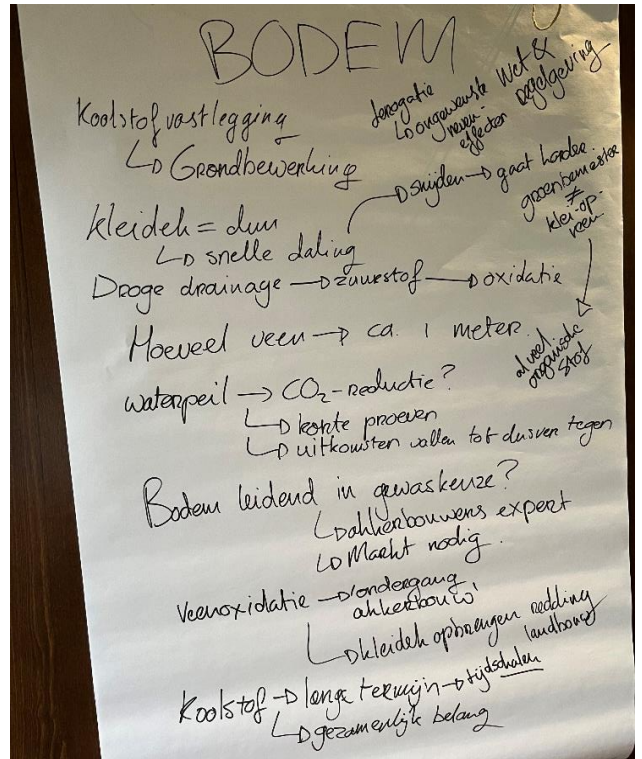 BODEM
Koolstofvastlegging
↳ Grondbewerking
derogatie
↳ ongewenste
neven-
effecten
Wet &
regelgeving
kleidek = dun
↳ snelle daling
→ snijden → gaat harder
groenbemester
≠
klei-op-
veen
al veel
organische
stof
Droge drainage → zuurstof → oxidatie
Hoeveel veen → ca. 1 meter
waterpeil → CO₂-reductie?
↳ korte proeven
↳ uitkomsten vallen tot dusver tegen
Bodem leidend in gewaskeuze?
↳ akkerbouwers expert
↳ Markt nodig.
Veenoxidatie → 'ondergang
akkerbouw'
↳ kleidek opbrengen redding
landbouw
Koolstof → lange termijn → tijdschalen
↳ gezamenlijk belang